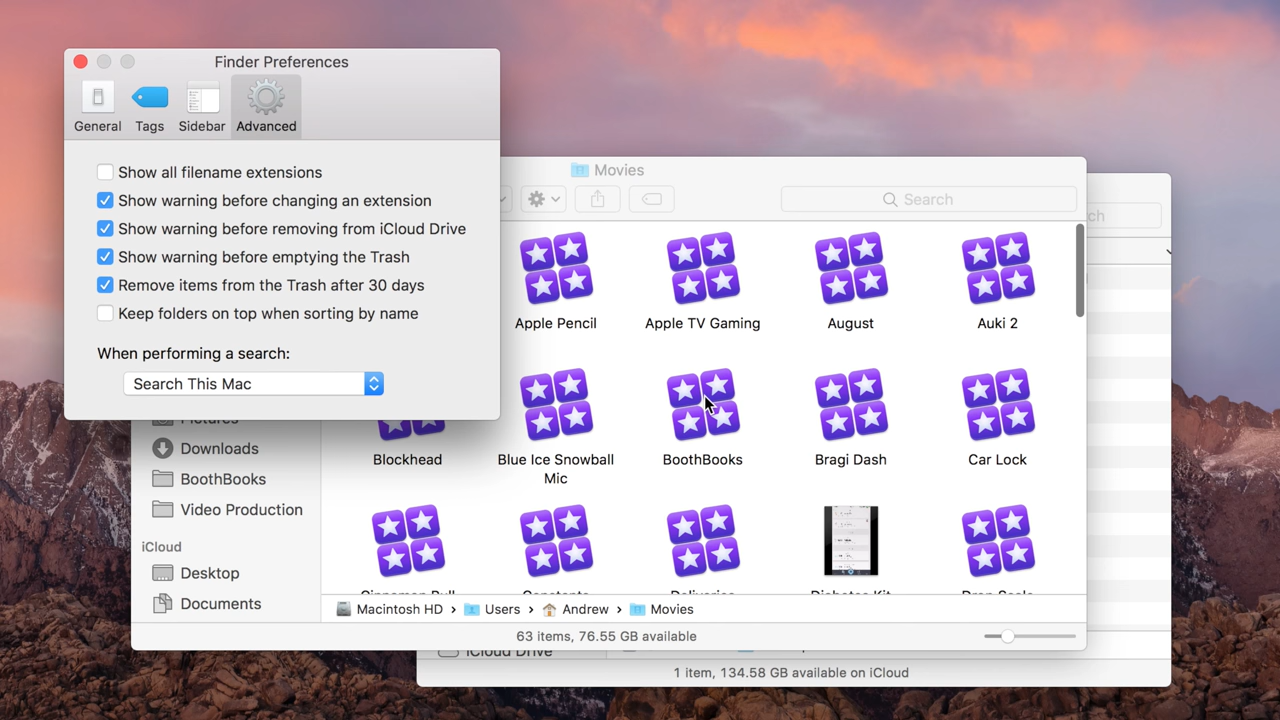 Finder Preferences
General
Tags
Sidebar
Advanced
Show all filename extensions
Show warning before changing an extension
Show warning before removing from iCloud Drive
Show warning before emptying the Trash
Remove items from the Trash after 30 days
Keep folders on top when sorting by name
When performing a search:
Search This Mac
Movies
Search
Apple Pencil
Apple TV Gaming
August
Auki 2
Blockhead
Blue Ice Snowball
Mic
BoothBooks
Bragi Dash
Car Lock
Pictures
Downloads
BoothBooks
Video Production
iCloud
Desktop
Documents
Constants
Deliveries
Diabetes Kit
Macintosh HD
Users
Andrew
Movies
63 items, 76.55 GB available
iCloud Drive
1 item, 134.58 GB available on iCloud